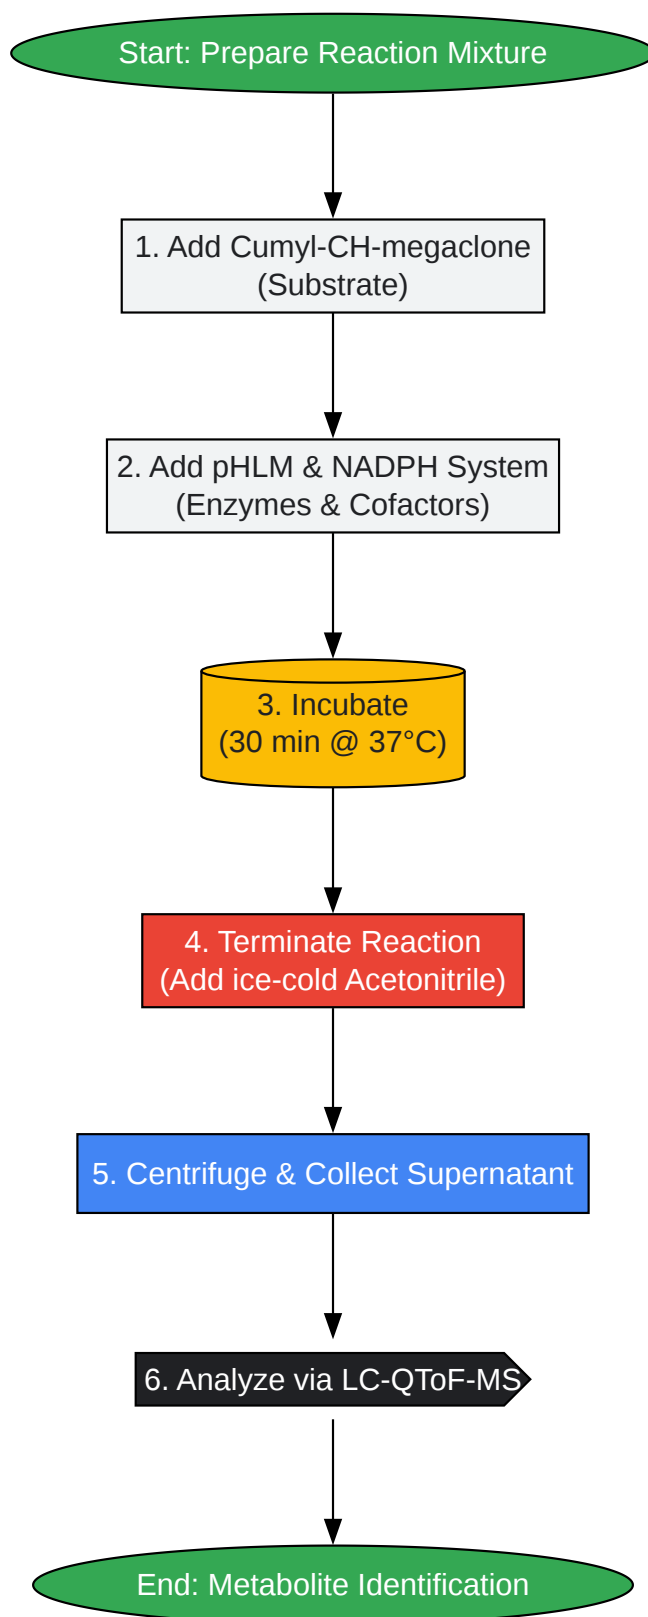 Start: Prepare Reaction Mixture
1. Add Cumyl-CH-megaclone
(Substrate)
2. Add pHLM & NADPH System
(Enzymes & Cofactors)
3. Incubate
(30 min @ 37°C)
4. Terminate Reaction
(Add ice-cold Acetonitrile)
5. Centrifuge & Collect Supernatant
6. Analyze via LC-QToF-MS
End: Metabolite Identification